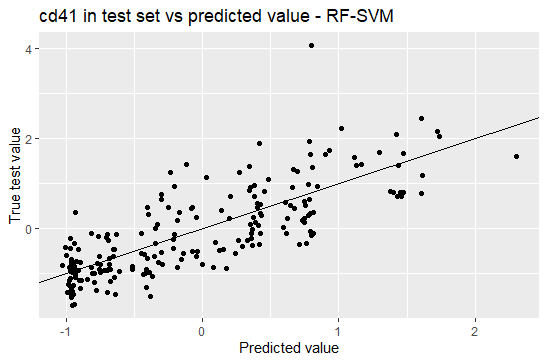 cd41 in test set vs predicted value - RF-SVM
4
2
0
True test value
-1 0 1 2
Predicted value